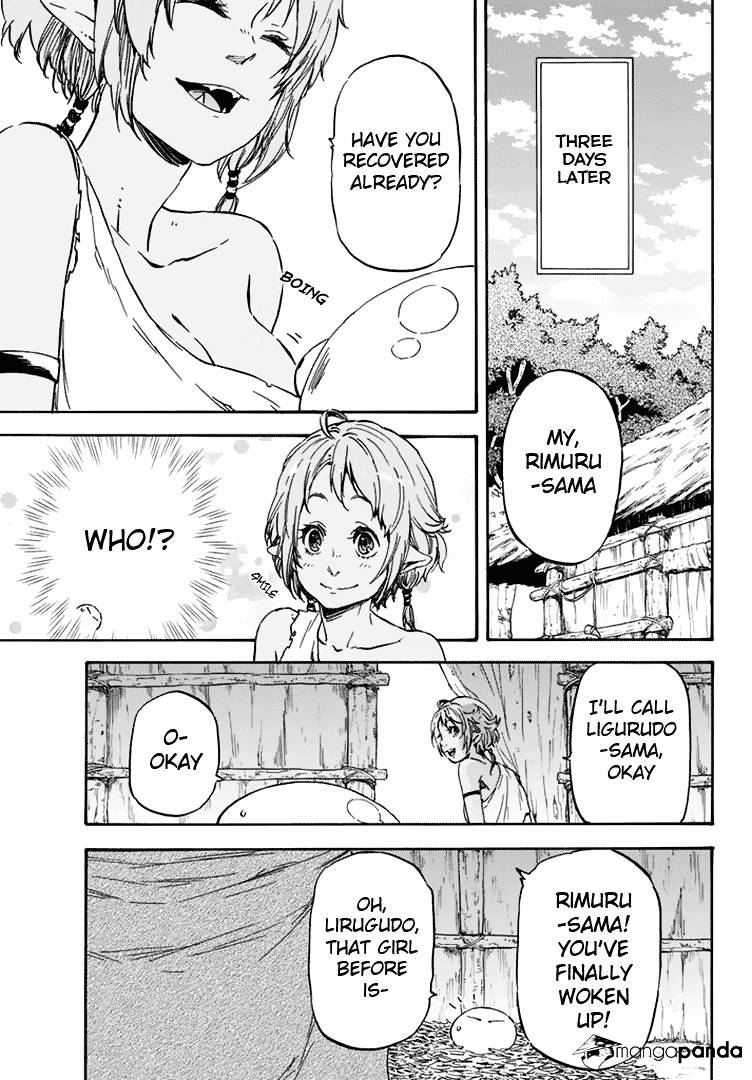 THREE
DAYS
LATER
MY,
RIMURU
-SAMA
HAVE YOU
RECOVERED
ALREADY?
BOING
SMILE
WHO!?
I'LL CALL
LIGURUDO
-SAMA,
OKAY
O-
OKAY
RIMURU
-SAMA!
YOU'VE
FINALLY
WOKEN
UP!
OH,
LIRUGUDO,
THAT GIRL
BEFORE
IS-
mangapanda